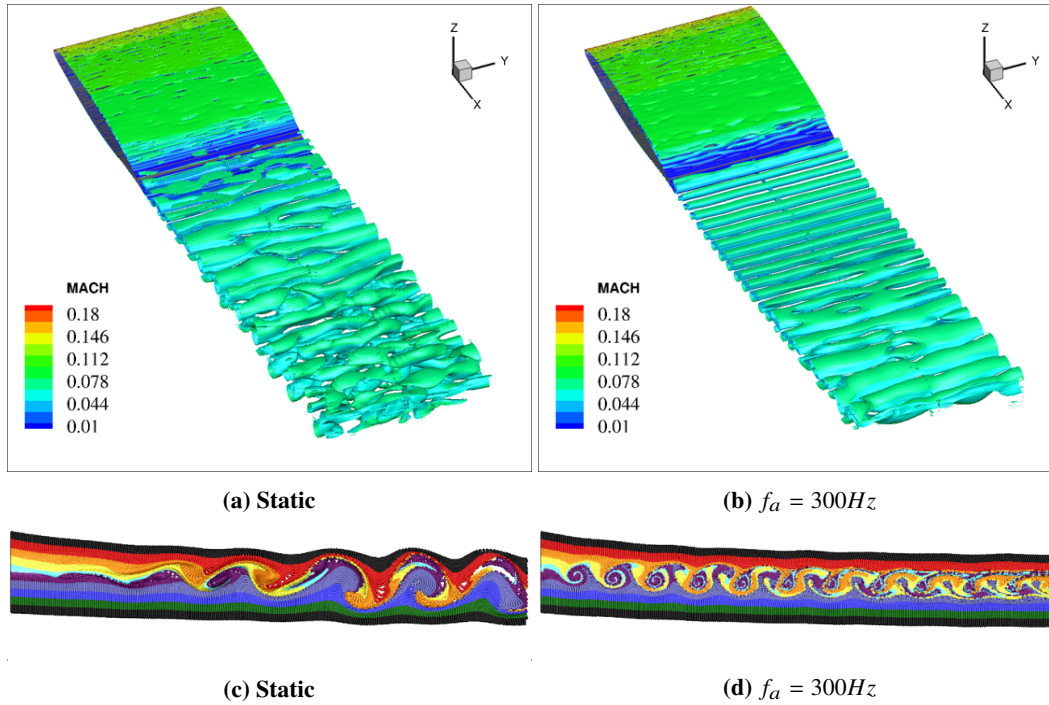 Z
Y
X
MACH
0.18
0.146
0.112
0.078
0.044
0.01
Z
Y
X
MACH
0.18
0.146
0.112
0.078
0.044
0.01
(a) Static
(b) fₐ = 300Hz
(c) Static
(d) fₐ = 300Hz